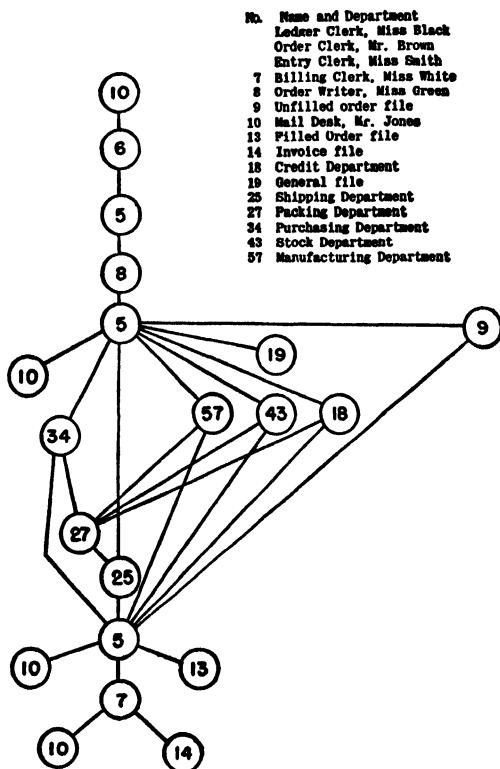 No. Name and Department
Ledger Clerk, Miss Black
Order Clerk, Mr. Brown
Entry Clerk, Miss Smith
7 Billing Clerk, Miss White
8 Order Writer, Miss Green
9 Unfilled order file
10 Mail Desk, Mr. Jones
13 Filled Order file
14 Invoice file
18 Credit Department
19 General file
25 Shipping Department
27 Packing Department
34 Purchasing Department
43 Stock Department
57 Manufacturing Department
10
6
5
8
5
9
19
10
57
43
18
34
27
25
5
10
13
7
10
14